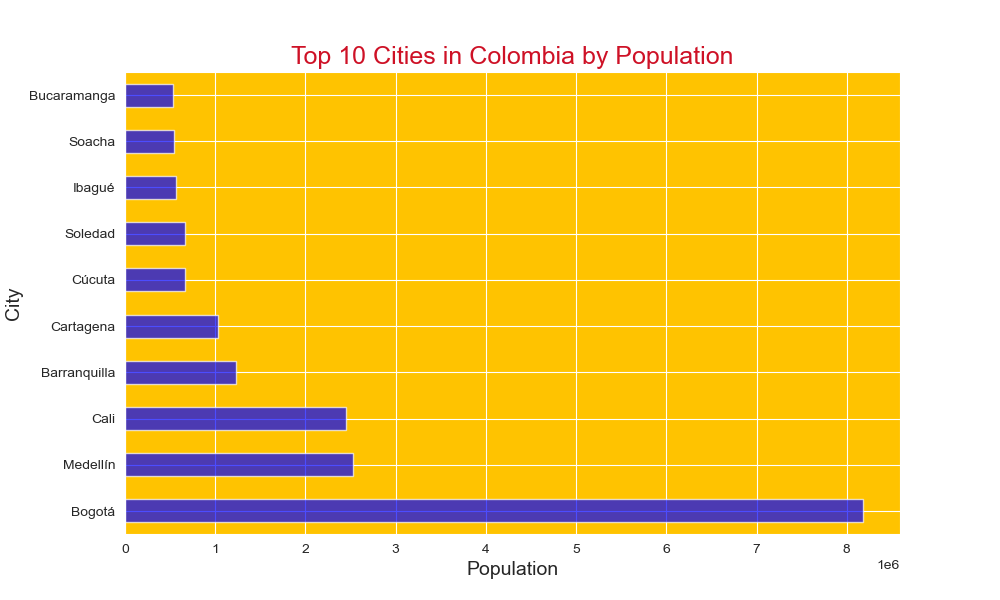 Top 10 Cities in Colombia by Population
Bucaramanga
Soacha
Ibagué
Soledad
Cúcuta
Cartagena
Barranquilla
Cali
Medellín
Bogotá
City
0 1 2 3 4 5 6 7 8
1e6
Population